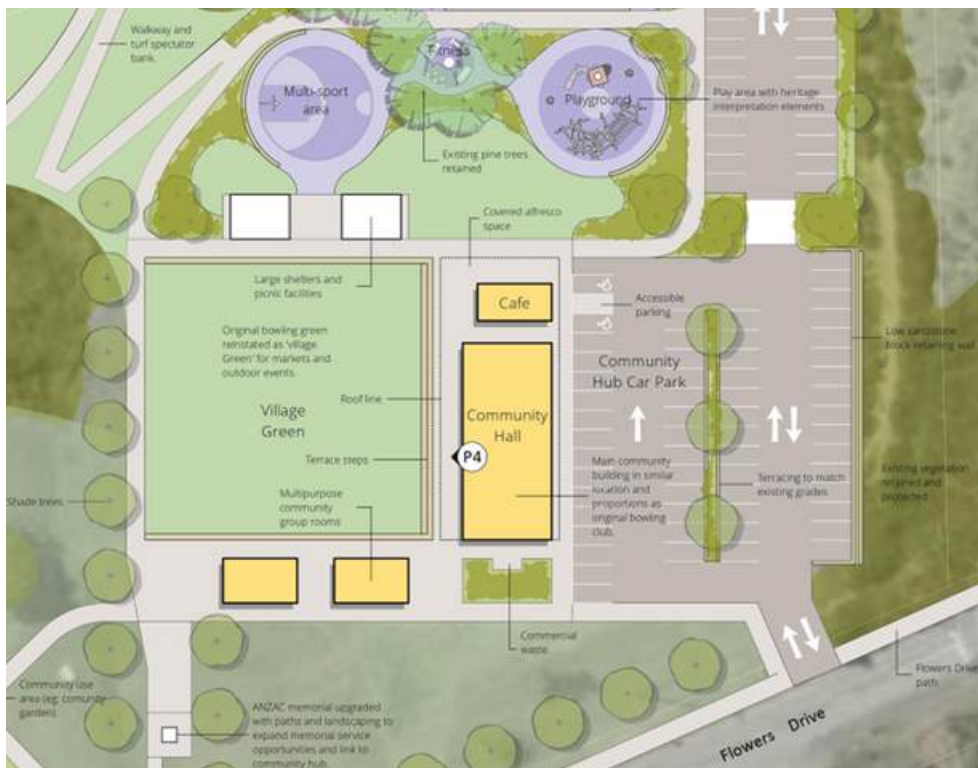 Walkway and
turf spectator
bank.
Fitness
Multi-sport
area
Playground
Play area with heritage
interpretation elements
Existing pine trees
retained
Covered alfresco
space
Large shelters and
picnic facilities
Cafe
Accessible
parking
Original bowling green
reinstated as 'village
Green' for markets and
outdoor events.
Low sandstone
block retaining wall
Community
Hub Car Park
Roof line
Village
Green
Community
Hall
P4
Terrace steps
Main community
building in similar
location and
proportions as
original bowling
club.
Terracing to match
existing grades
Existing vegetation
retained and
protected
Multipurpose
community
group rooms
Shade trees
Commercial
waste
Flowers Drive
path
Community use
area (eg. comunity
garden)
ANZAC memorial upgraded
with paths and landscaping to
expand memorial service
opportunities and link to
community hub.
Flowers Drive